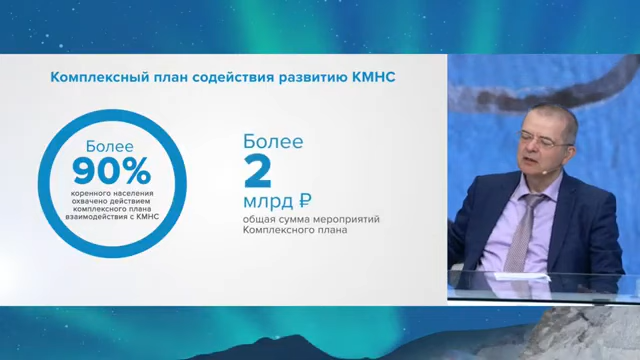 Комплексный план содействия развитию КМНС
Более
90%
коренного населения
охвачено действием
комплексного плана
взаимодействия с КМНС
Более
2
млрд ₽
общая сумма мероприятий
Комплексного плана